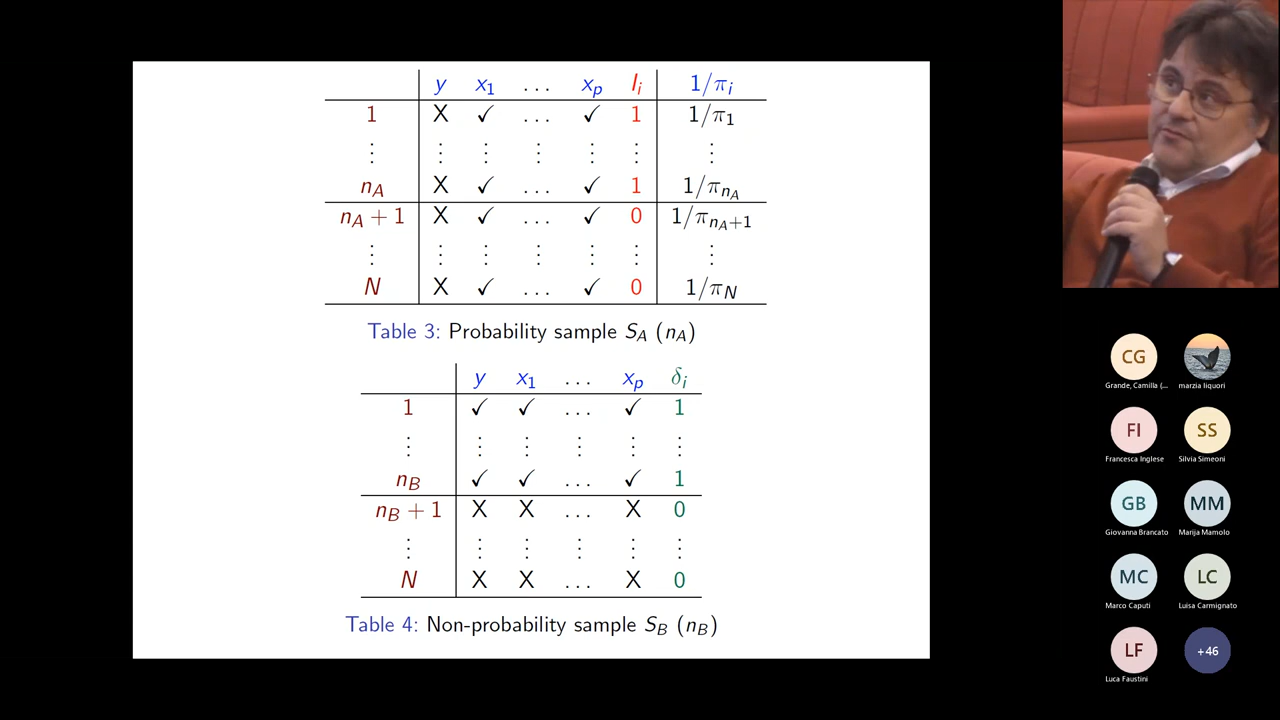 y x₁ ... xₚ Iᵢ 1/πᵢ
1 X ✓ ... ✓ 1 1/π₁
⋮ ⋮ ⋮ ⋮ ⋮ ⋮ ⋮
n_A X ✓ ... ✓ 1 1/π_{n_A}
n_A + 1 X ✓ ... ✓ 0 1/π_{n_A+1}
⋮ ⋮ ⋮ ⋮ ⋮ ⋮ ⋮
N X ✓ ... ✓ 0 1/π_N
Table 3: Probability sample S_A (n_A)
y x₁ ... xₚ δᵢ
1 ✓ ✓ ... ✓ 1
⋮ ⋮ ⋮ ⋮ ⋮ ⋮
n_B ✓ ✓ ... ✓ 1
n_B + 1 X X ... X 0
⋮ ⋮ ⋮ ⋮ ⋮ ⋮
N X X ... X 0
Table 4: Non-probability sample S_B (n_B)
CG
Grande, Camilla (...
marzia liquori
FI
Francesca Inglese
SS
Silvia Simeoni
GB
Giovanna Brancato
MM
Marija Mamolo
MC
Marco Caputi
LC
Luisa Carmignato
LF
Luca Faustini
+46